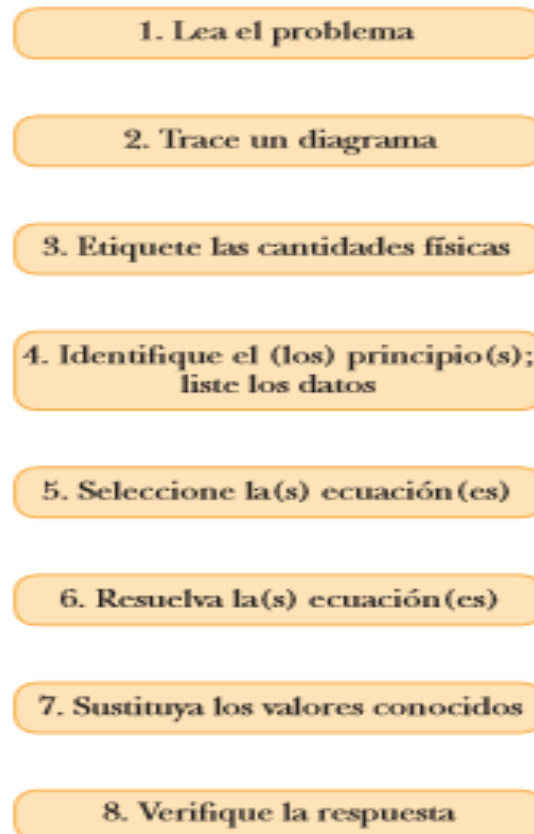 1. Lea el problema
2. Trace un diagrama
3. Etiquete las cantidades físicas
4. Identifique el (los) principio(s);
liste los datos
5. Seleccione la(s) ecuación(es)
6. Resuelva la(s) ecuación(es)
7. Sustituya los valores conocidos
8. Verifique la respuesta